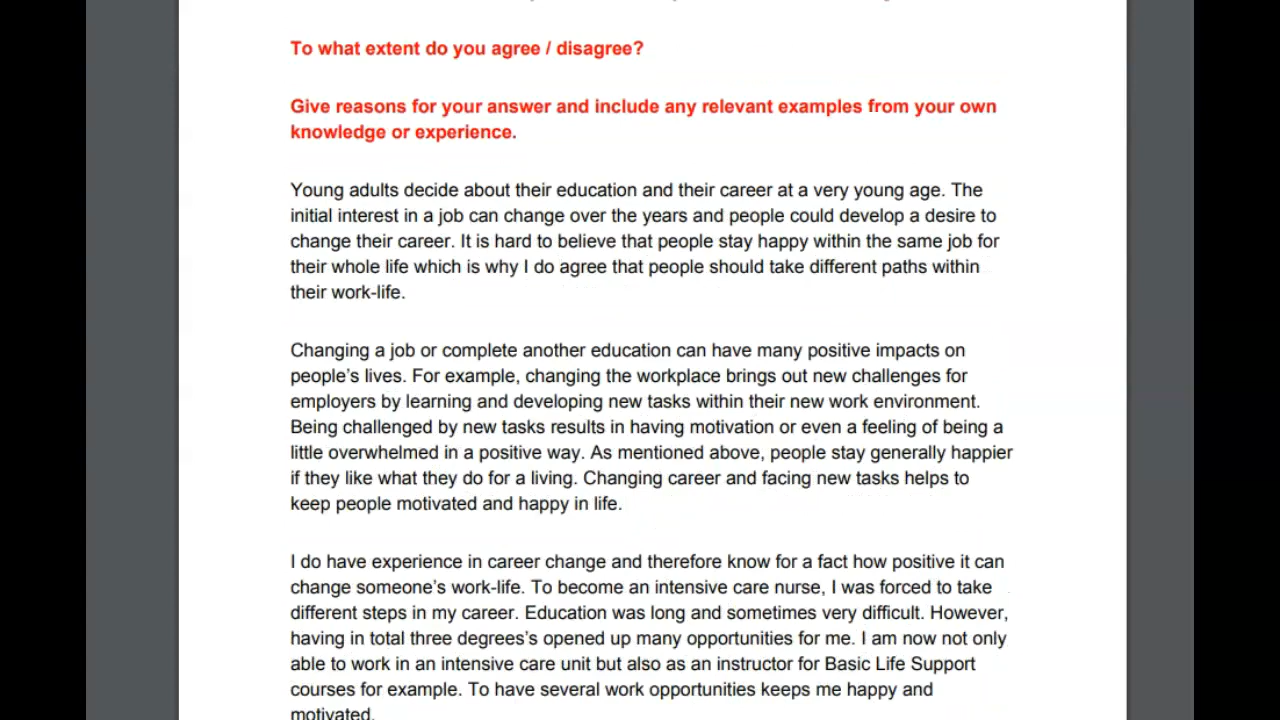 To what extent do you agree / disagree?
Give reasons for your answer and include any relevant examples from your own
knowledge or experience.
Young adults decide about their education and their career at a very young age. The
initial interest in a job can change over the years and people could develop a desire to
change their career. It is hard to believe that people stay happy within the same job for
their whole life which is why I do agree that people should take different paths within
their work-life.
Changing a job or complete another education can have many positive impacts on
people's lives. For example, changing the workplace brings out new challenges for
employers by learning and developing new tasks within their new work environment.
Being challenged by new tasks results in having motivation or even a feeling of being a
little overwhelmed in a positive way. As mentioned above, people stay generally happier
if they like what they do for a living. Changing career and facing new tasks helps to
keep people motivated and happy in life.
I do have experience in career change and therefore know for a fact how positive it can
change someone's work-life. To become an intensive care nurse, I was forced to take
different steps in my career. Education was long and sometimes very difficult. However,
having in total three degrees's opened up many opportunities for me. I am now not only
able to work in an intensive care unit but also as an instructor for Basic Life Support
courses for example. To have several work opportunities keeps me happy and
motivated.